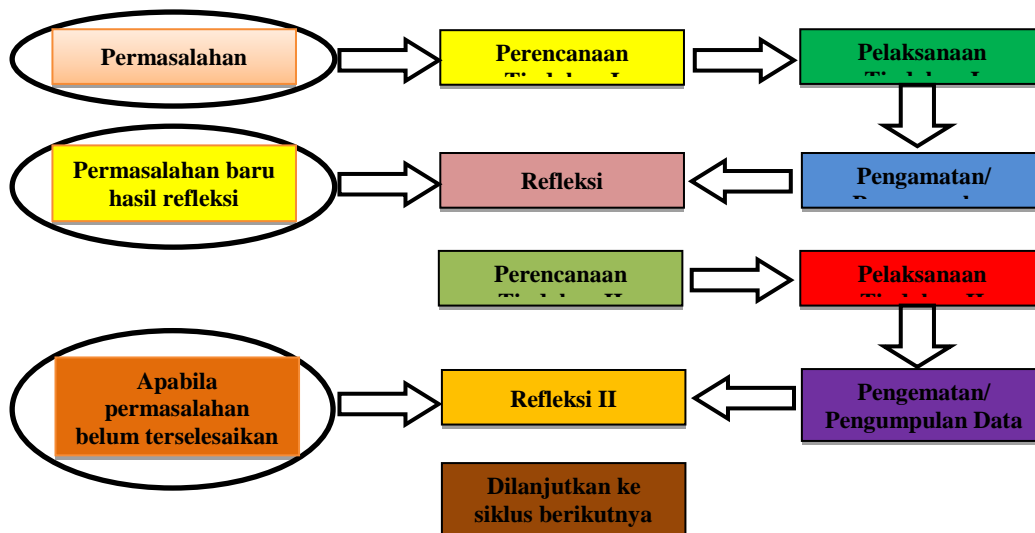 Permasalahan
Perencanaan
Pelaksanaan
Permasalahan baru
hasil refleksi
Refleksi
Pengamatan/
Perencanaan
Pelaksanaan
Apabila
permasalahan
belum terselesaikan
Refleksi II
Pengematan/
Pengumpulan Data
Dilanjutkan ke
siklus berikutnya